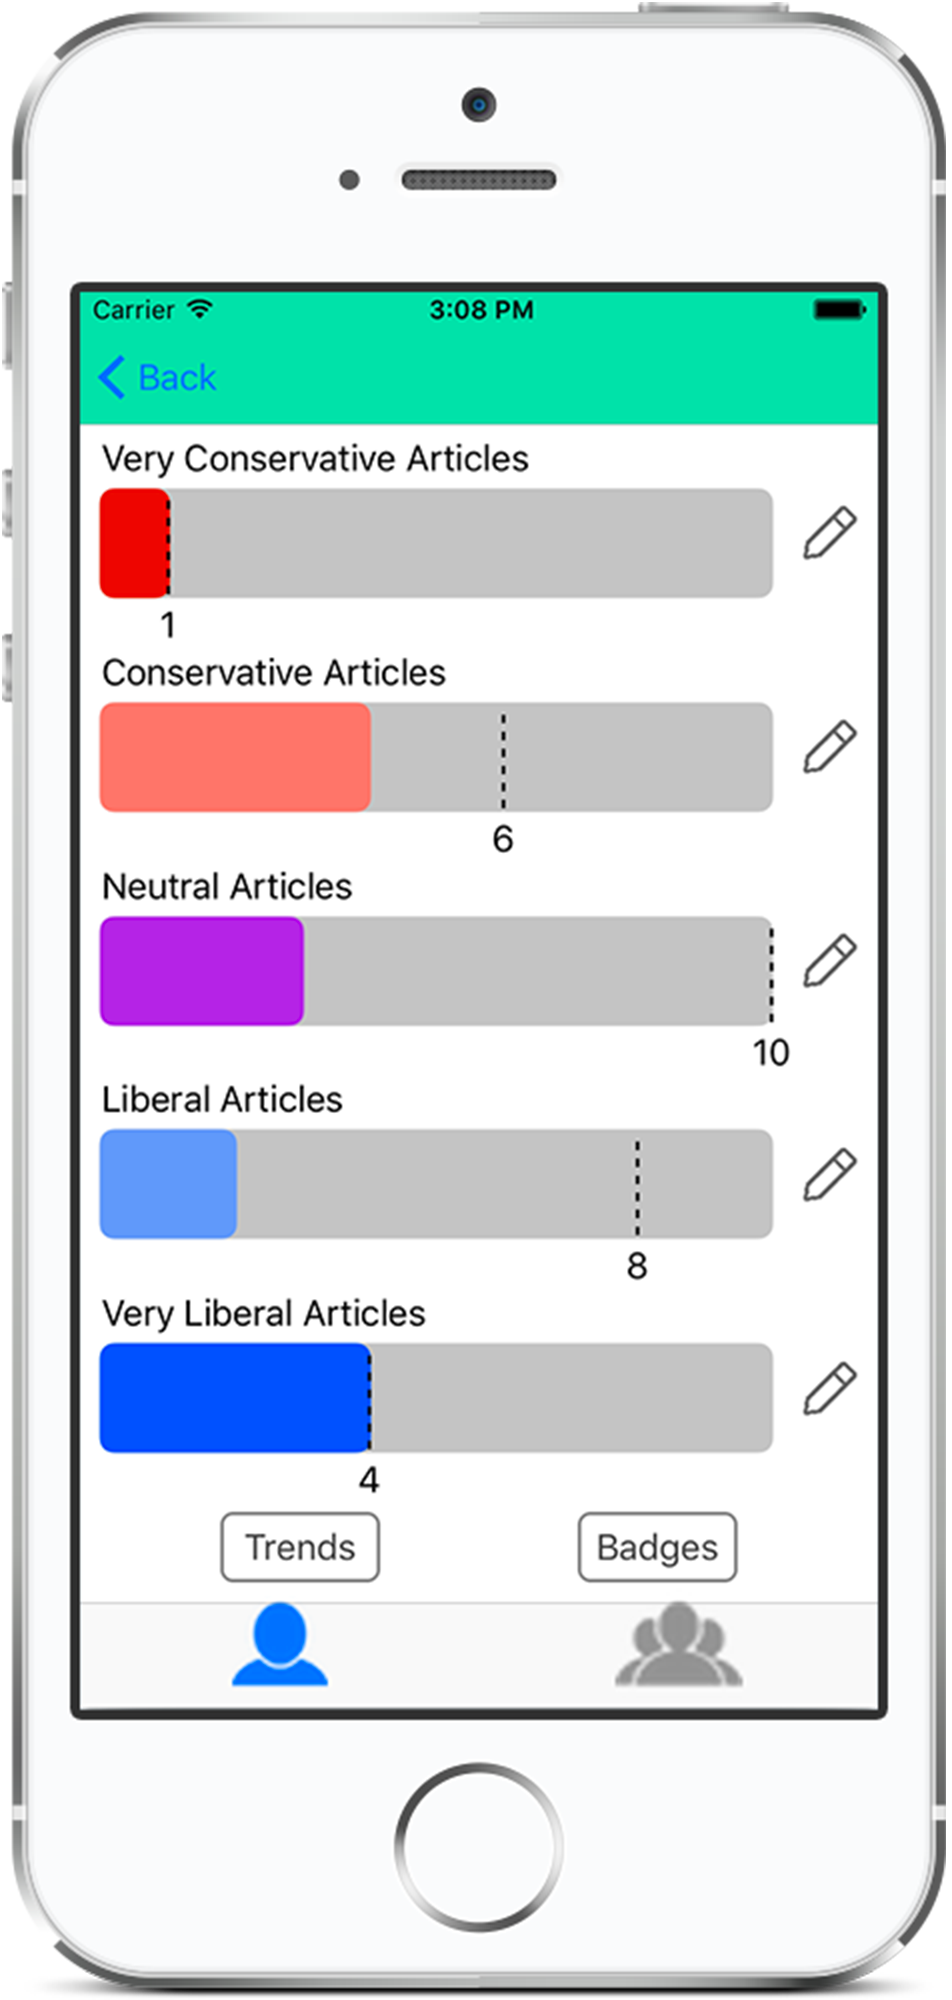 Carrier 3:08 PM
Back
Very Conservative Articles
1
Conservative Articles
6
Neutral Articles
10
Liberal Articles
8
Very Liberal Articles
4
Trends Badges